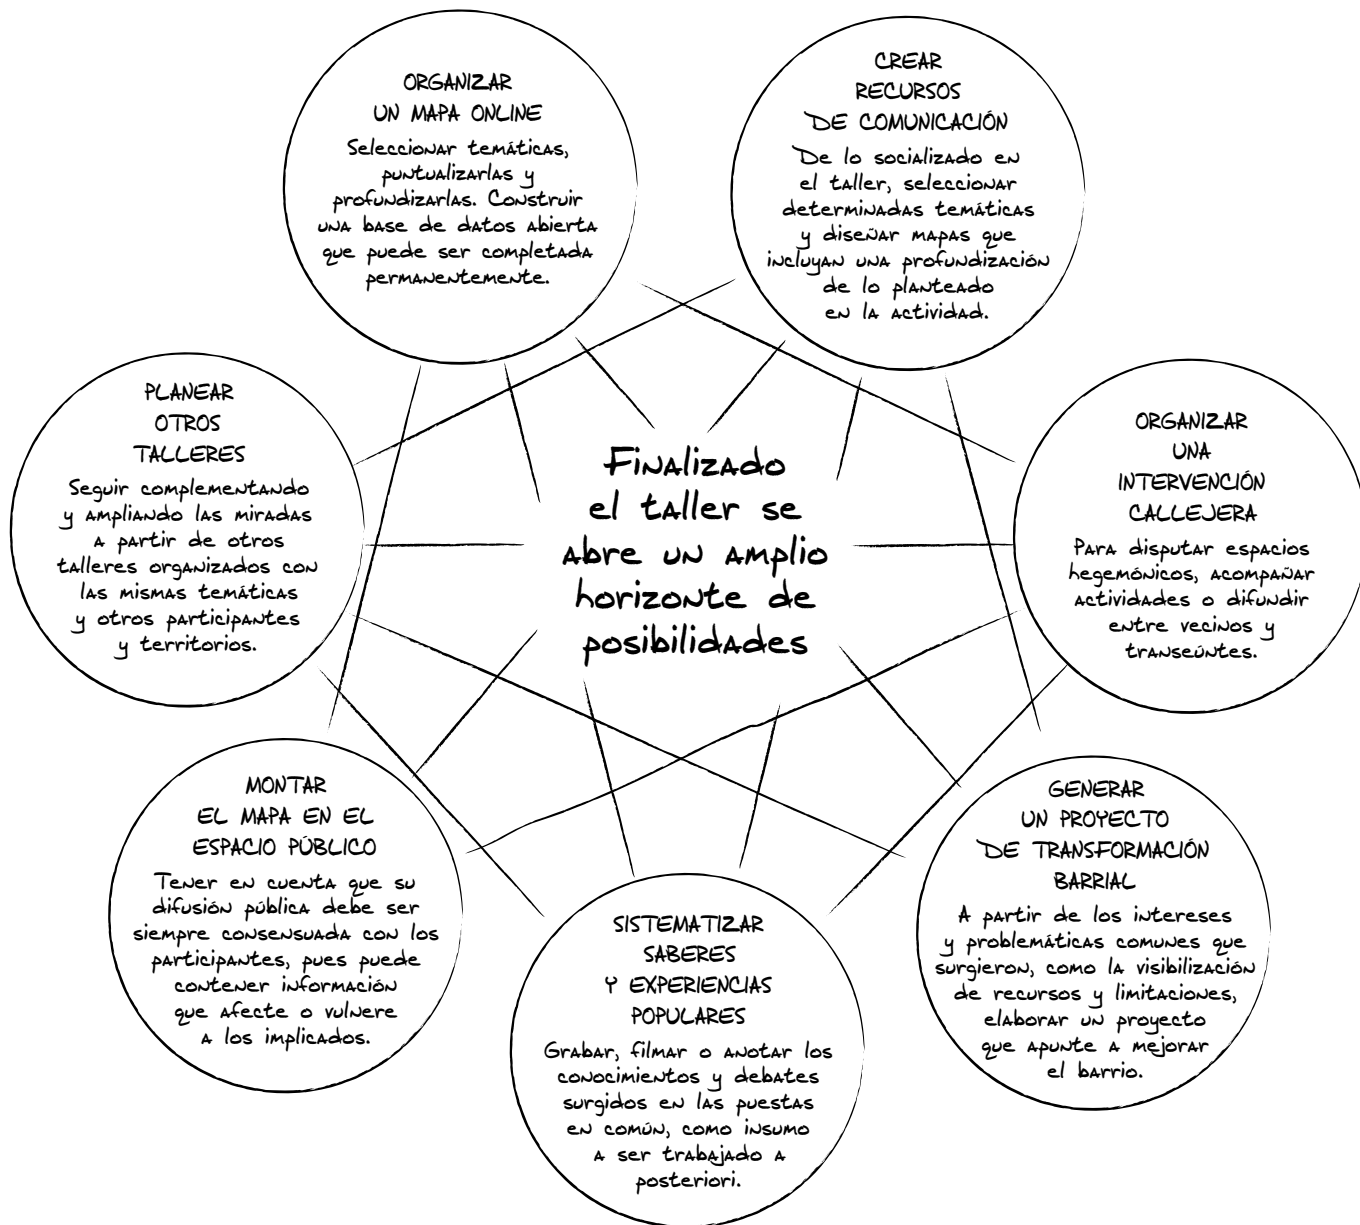 ORGANIZAR
UN MAPA ONLINE
Seleccionar temáticas,
puntualizarlas y
profundizarlas. Construir
una base de datos abierta
que puede ser completada
permanentemente.
CREAR
RECURSOS
DE COMUNICACIÓN
De lo socializado en
el taller, seleccionar
determinadas temáticas
y diseñar mapas que
incluyan una profundización
de lo planteado
en la actividad.
PLANEAR
OTROS
TALLERES
Seguir complementando
y ampliando las miradas
a partir de otros
talleres organizados con
las mismas temáticas
y otros participantes
y territorios.
Finalizado
el taller se
abre un amplio
horizonte de
posibilidades
ORGANIZAR
UNA
INTERVENCIÓN
CALLEJERA
Para disputar espacios
hegemónicos, acompañar
actividades o difundir
entre vecinos y
transeúntes.
MONTAR
EL MAPA EN EL
ESPACIO PÚBLICO
Tener en cuenta que su
difusión pública debe ser
siempre consensuada con los
participantes, pues puede
contener información
que afecte o vulnere
a los implicados.
SISTEMATIZAR
SABERES
Y EXPERIENCIAS
POPULARES
Grabar, filmar o anotar los
conocimientos y debates
surgidos en las puestas
en común, como insumo
a ser trabajado a
posteriori.
GENERAR
UN PROYECTO
DE TRANSFORMACIÓN
BARRIAL
A partir de los intereses
y problemáticas comunes que
surgieron, como la visibilización
de recursos y limitaciones,
elaborar un proyecto
que apunte a mejorar
el barrio.